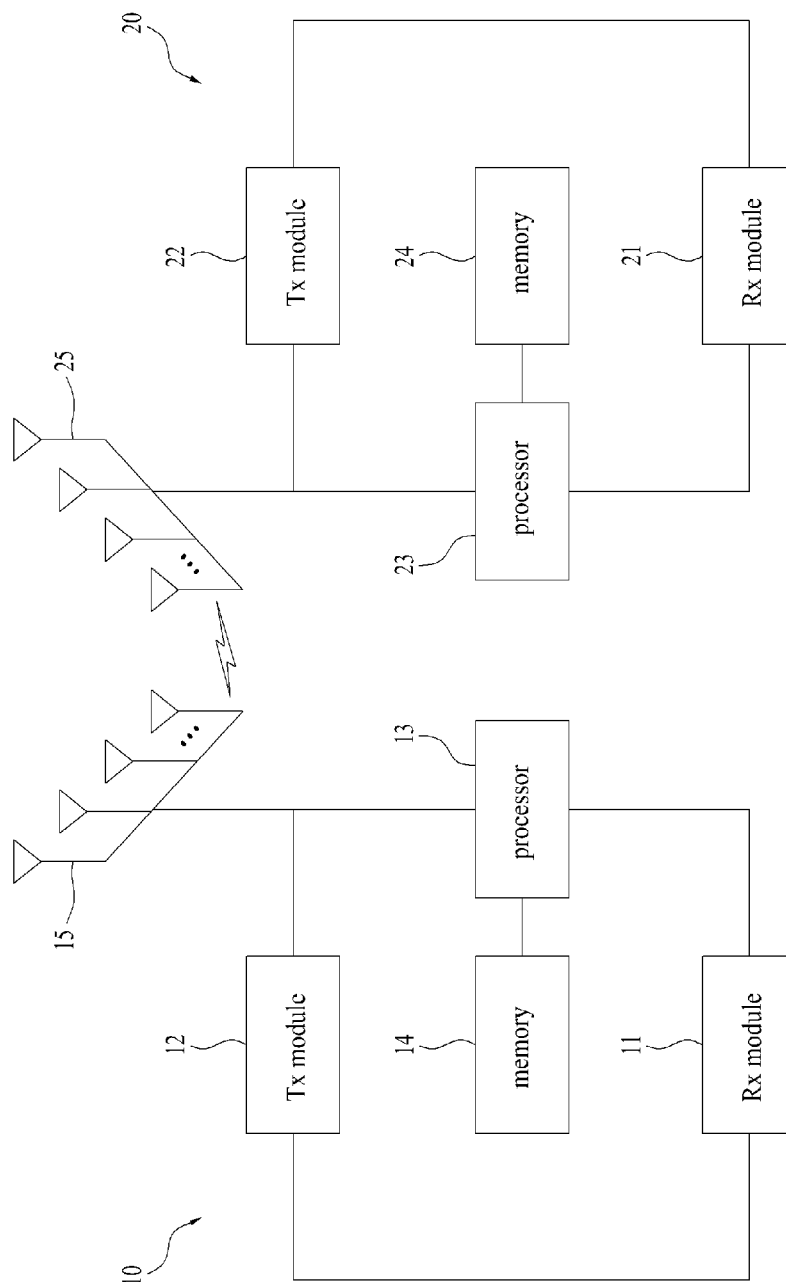 15
25
10
20
12
22
Tx module
Tx module
14
13
23
24
memory
processor
processor
memory
11
21
Rx module
Rx module